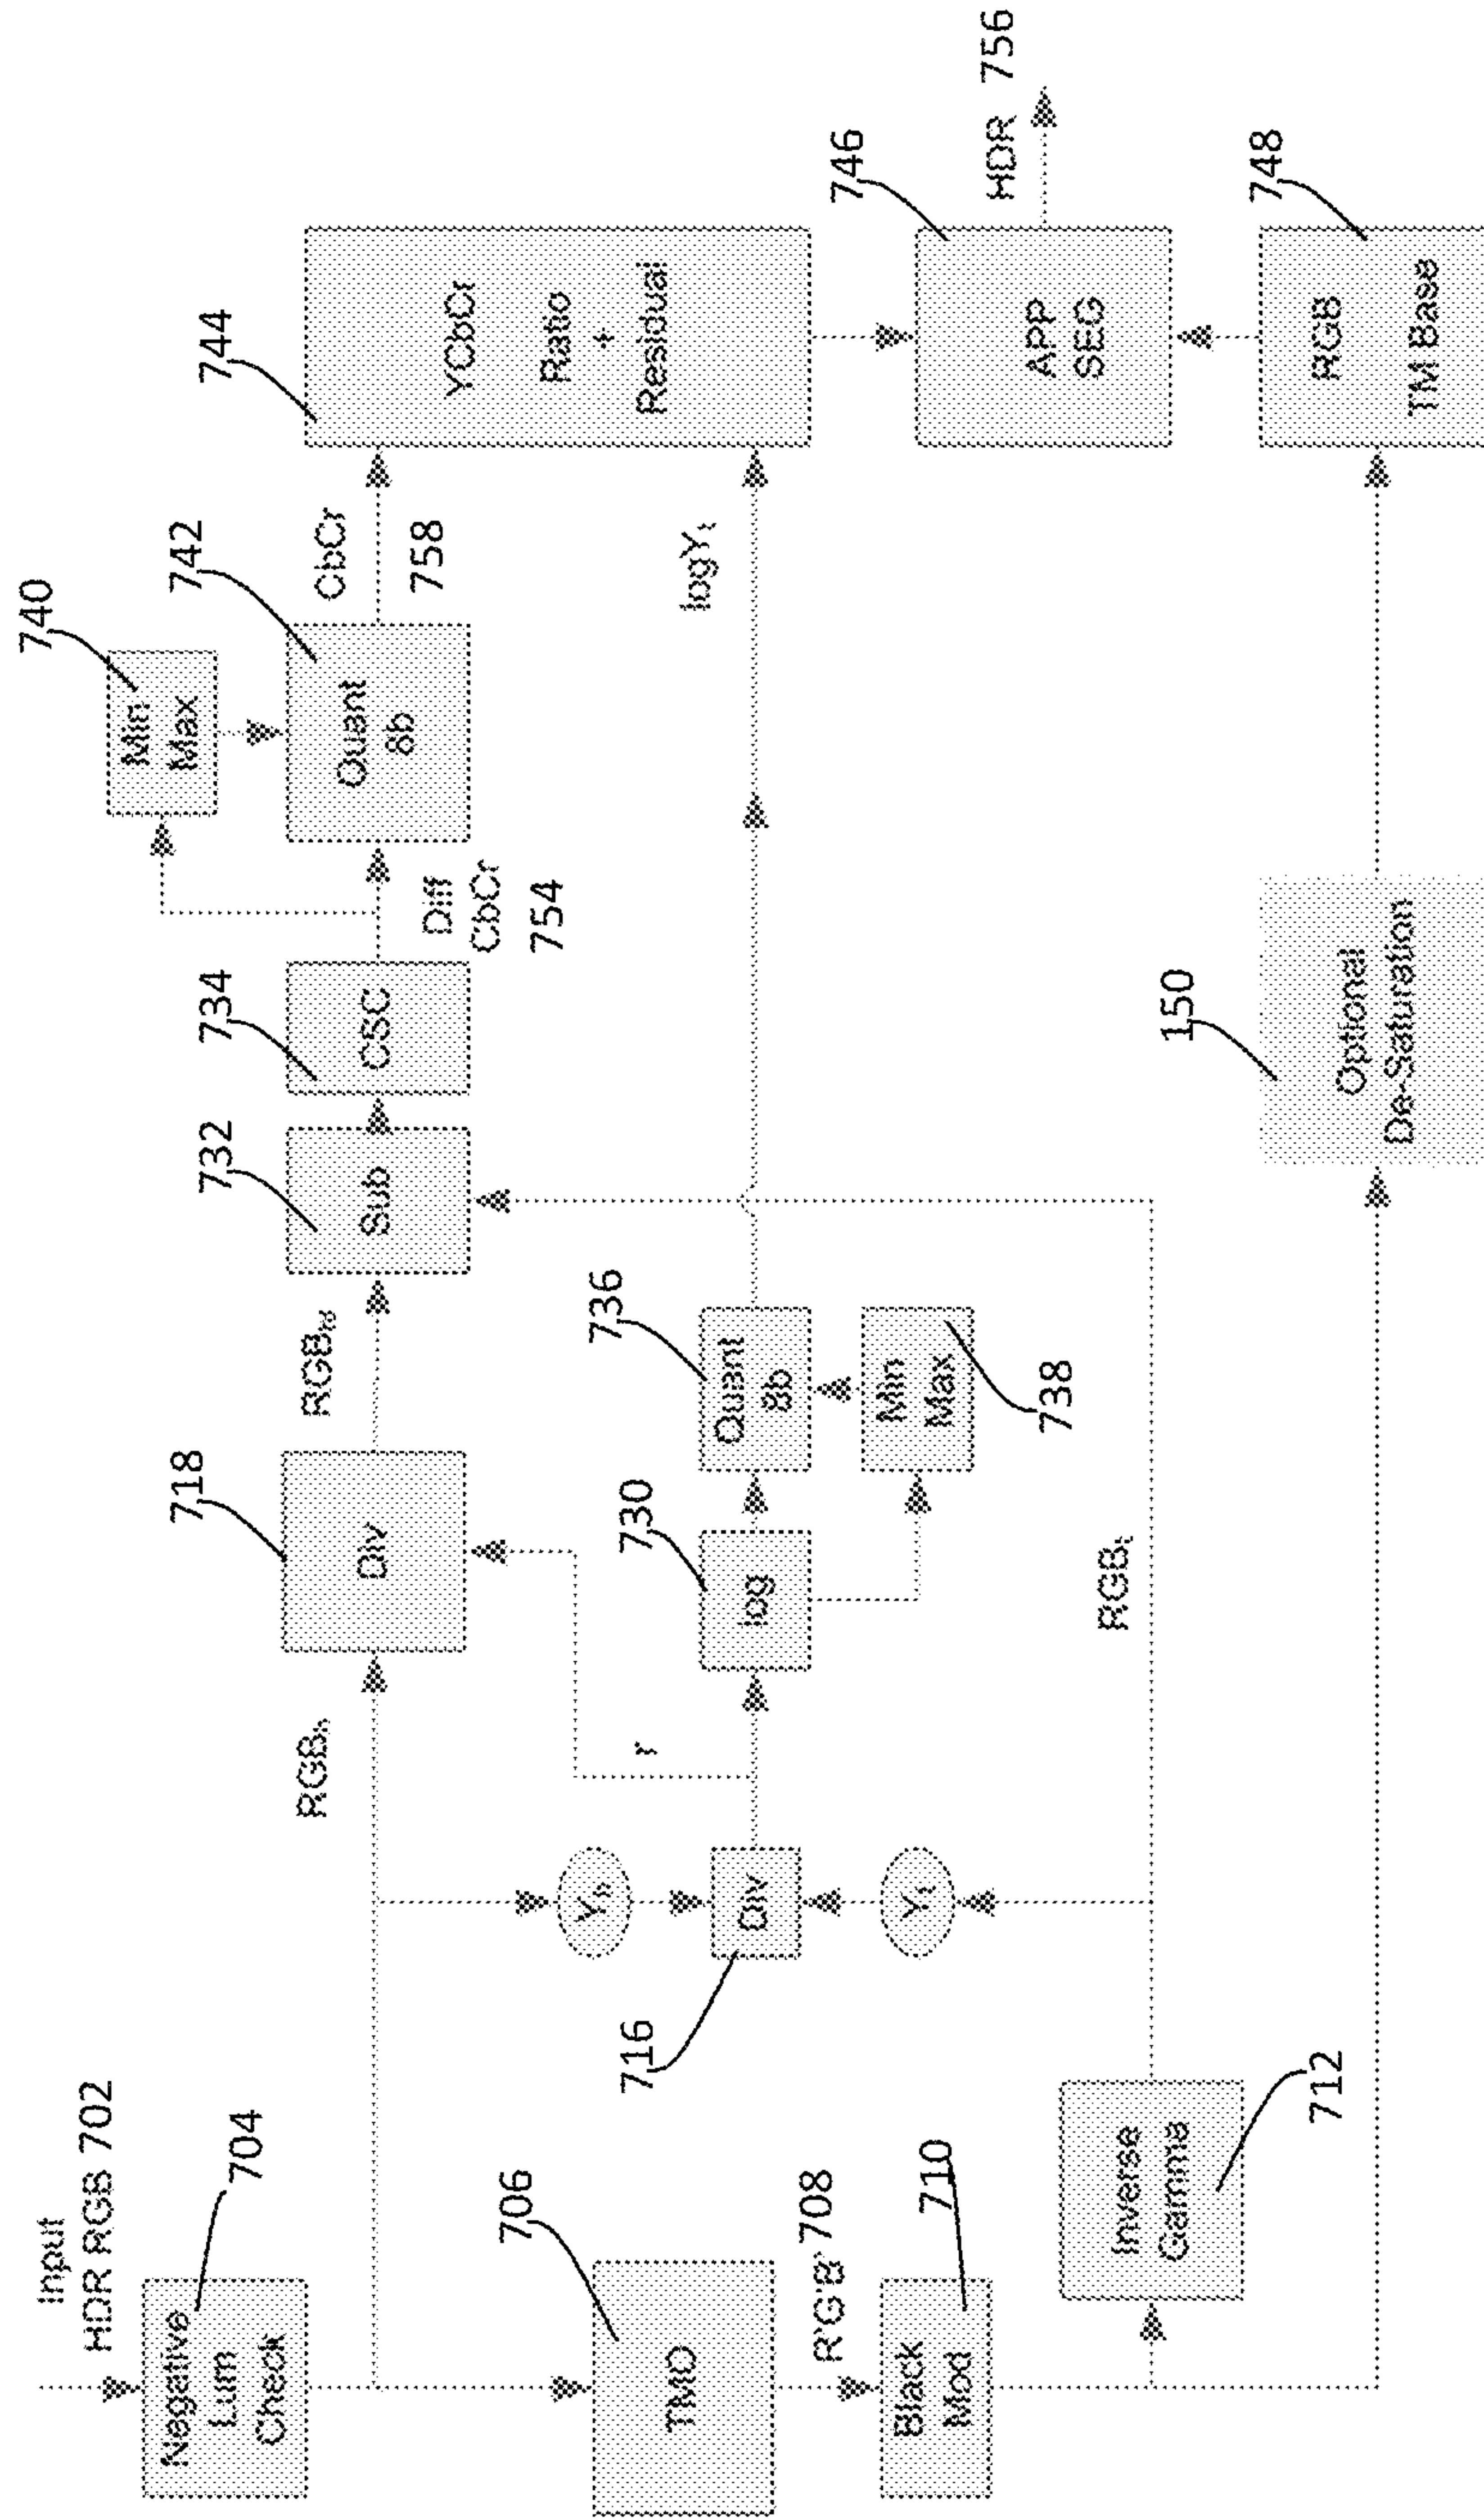 Input
HDR RGB 702
Negative
Lum
Check
704
TMO
706
R'G'B' 708
Black
Mod
710
Inverse
Gamma
712
RGBₕ
Yₕ
Div
716
Yₜ
r
Div
718
log
730
Quant
8b
736
Min
Max
738
RGBₜ
Sub
732
CSC
734
Diff
CbCr
754
Min
Max
740
Quant
8b
742
CbCr
758
Optional
De-Saturation
150
YCbCr
Ratio
+
Residual
744
APP
SEG
746
HDR 756
RGB
TM Base
748